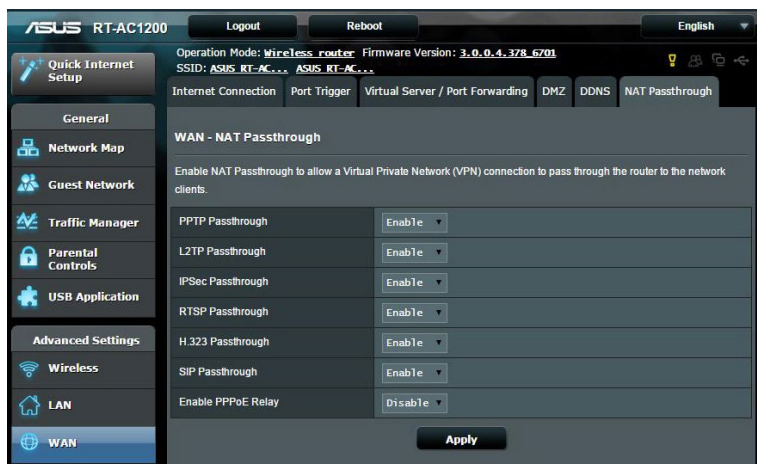 ASUS RT-AC1200
Logout
Reboot
English
Quick Internet
Setup
General
Network Map
Guest Network
Traffic Manager
Parental
Controls
USB Application
Advanced Settings
Wireless
LAN
WAN
Operation Mode: Wireless router Firmware Version: 3.0.0.4.378_6701
SSID: ASUS RT-AC... ASUS RT-AC...
Internet Connection Port Trigger Virtual Server / Port Forwarding DMZ DDNS NAT Passthrough
WAN - NAT Passthrough
Enable NAT Passthrough to allow a Virtual Private Network (VPN) connection to pass through the router to the network
clients.
PPTP Passthrough Enable
L2TP Passthrough Enable
IPSec Passthrough Enable
RTSP Passthrough Enable
H.323 Passthrough Enable
SIP Passthrough Enable
Enable PPPoE Relay Disable
Apply